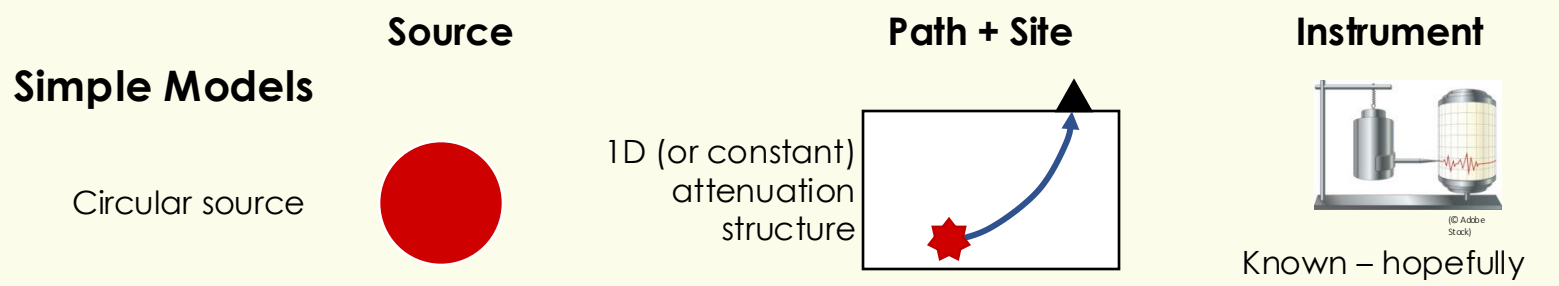 Source
Path + Site
Instrument
Simple Models
Circular source
1D (or constant)
attenuation
structure
(© Adobe
Stock)
Known – hopefully